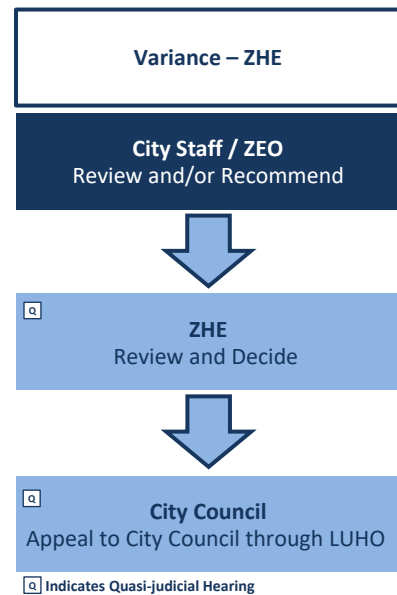 Variance – ZHE
City Staff / ZEO
Review and/or Recommend
Q
ZHE
Review and Decide
Q
City Council
Appeal to City Council through LUHO
Q Indicates Quasi-judicial Hearing